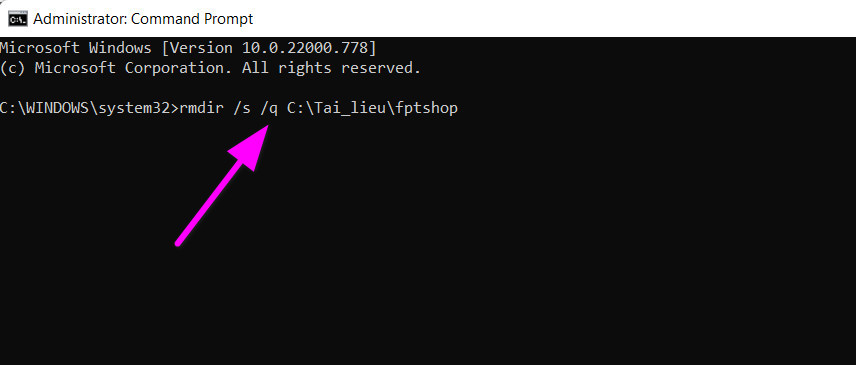 Administrator: Command Prompt
Microsoft Windows [Version 10.0.22000.778]
(c) Microsoft Corporation. All rights reserved.
C:\WINDOWS\system32>rmdir /s /q C:\Tai_lieu\fptshop